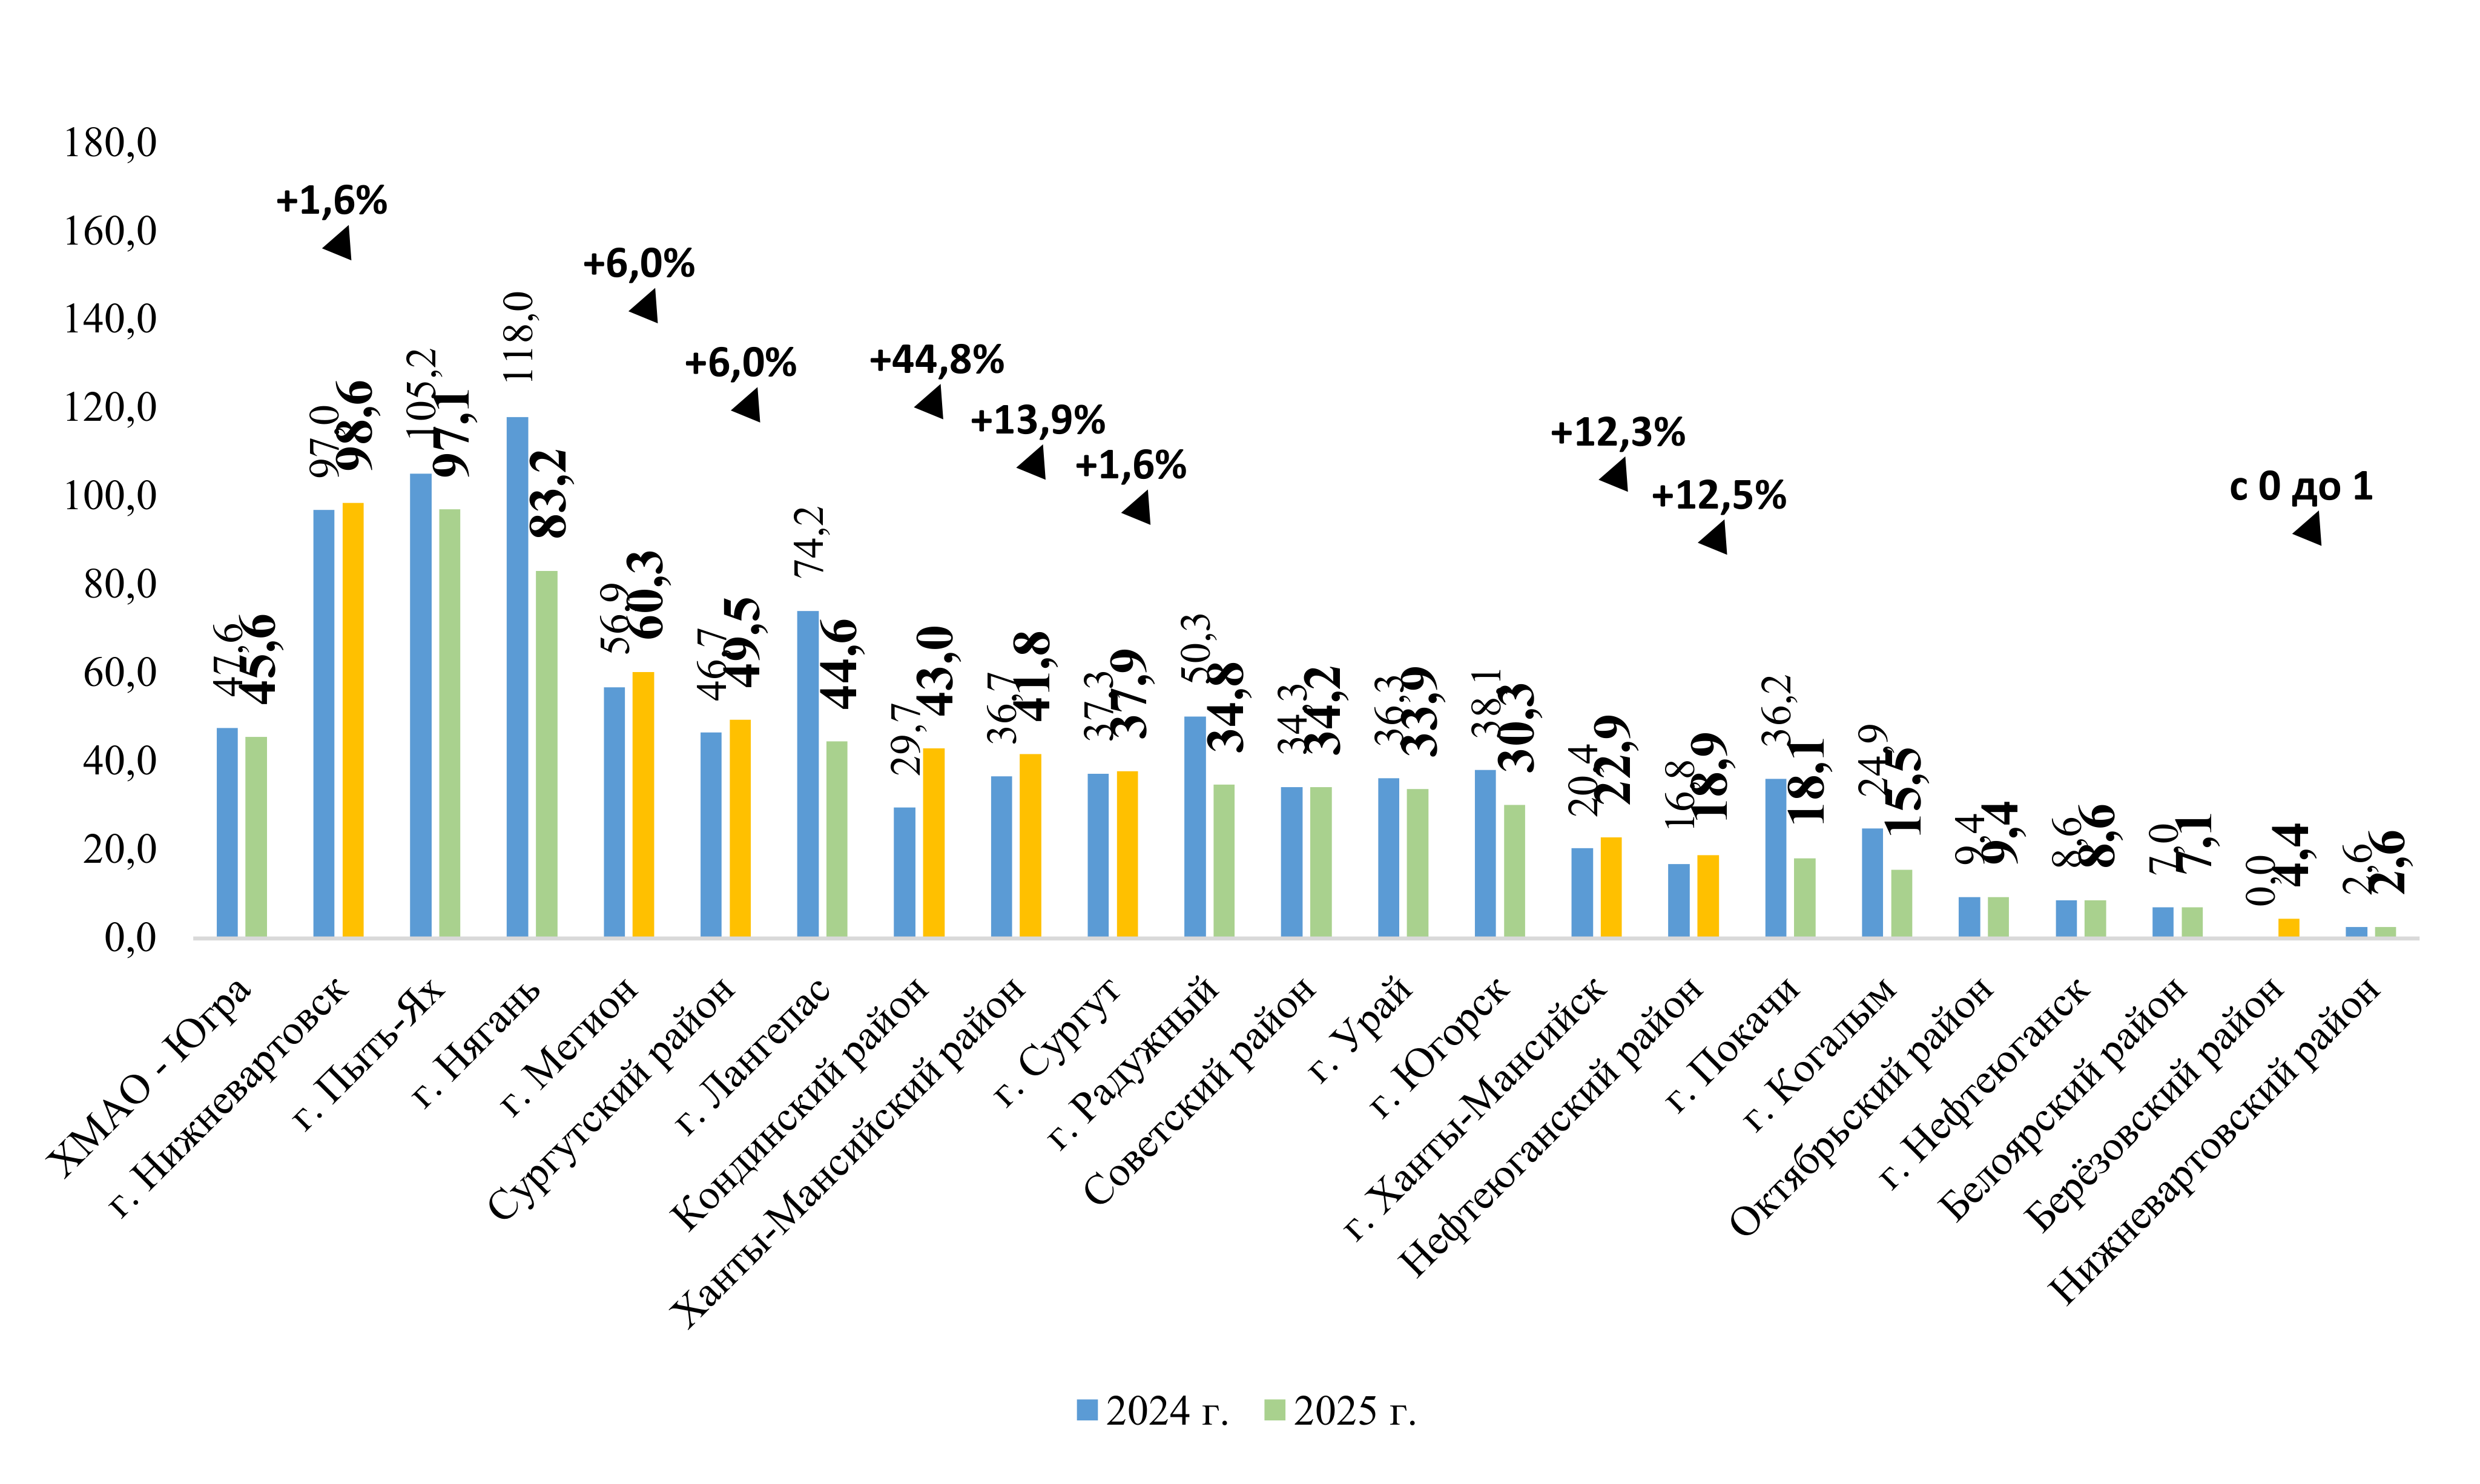 180,0
160,0
140,0
120,0
100,0
80,0
60,0
40,0
20,0
0,0
+1,6%
+6,0%
+6,0%
+44,8%
+13,9%
+1,6%
+12,3%
+12,5%
с 0 до 1
47,6
45,6
97,0
98,6
105,2
97,1
118,0
83,2
56,9
60,3
46,7
49,5
74,2
44,6
29,7
43,0
36,7
41,8
37,3
37,9
50,3
34,8
34,3
34,2
36,3
33,9
38,1
30,3
20,4
22,9
16,8
18,9
36,2
18,1
24,9
15,5
9,4
9,4
8,6
8,6
7,0
7,1
0,0
4,4
2,6
2,6
ХМАО - Югра
г. Нижневартовск
г. Пыть-Ях
г. Нягань
г. Мегион
Сургутский район
г. Лангепас
Кондинский район
Ханты-Мансийский район
г. Сургут
г. Радужный
Советский район
г. Урай
г. Югорск
г. Ханты-Мансийск
Нефтеюганский район
г. Покачи
г. Когалым
Октябрьский район
г. Нефтеюганск
Белоярский район
Берёзовский район
Нижневартовский район
2024 г.
2025 г.